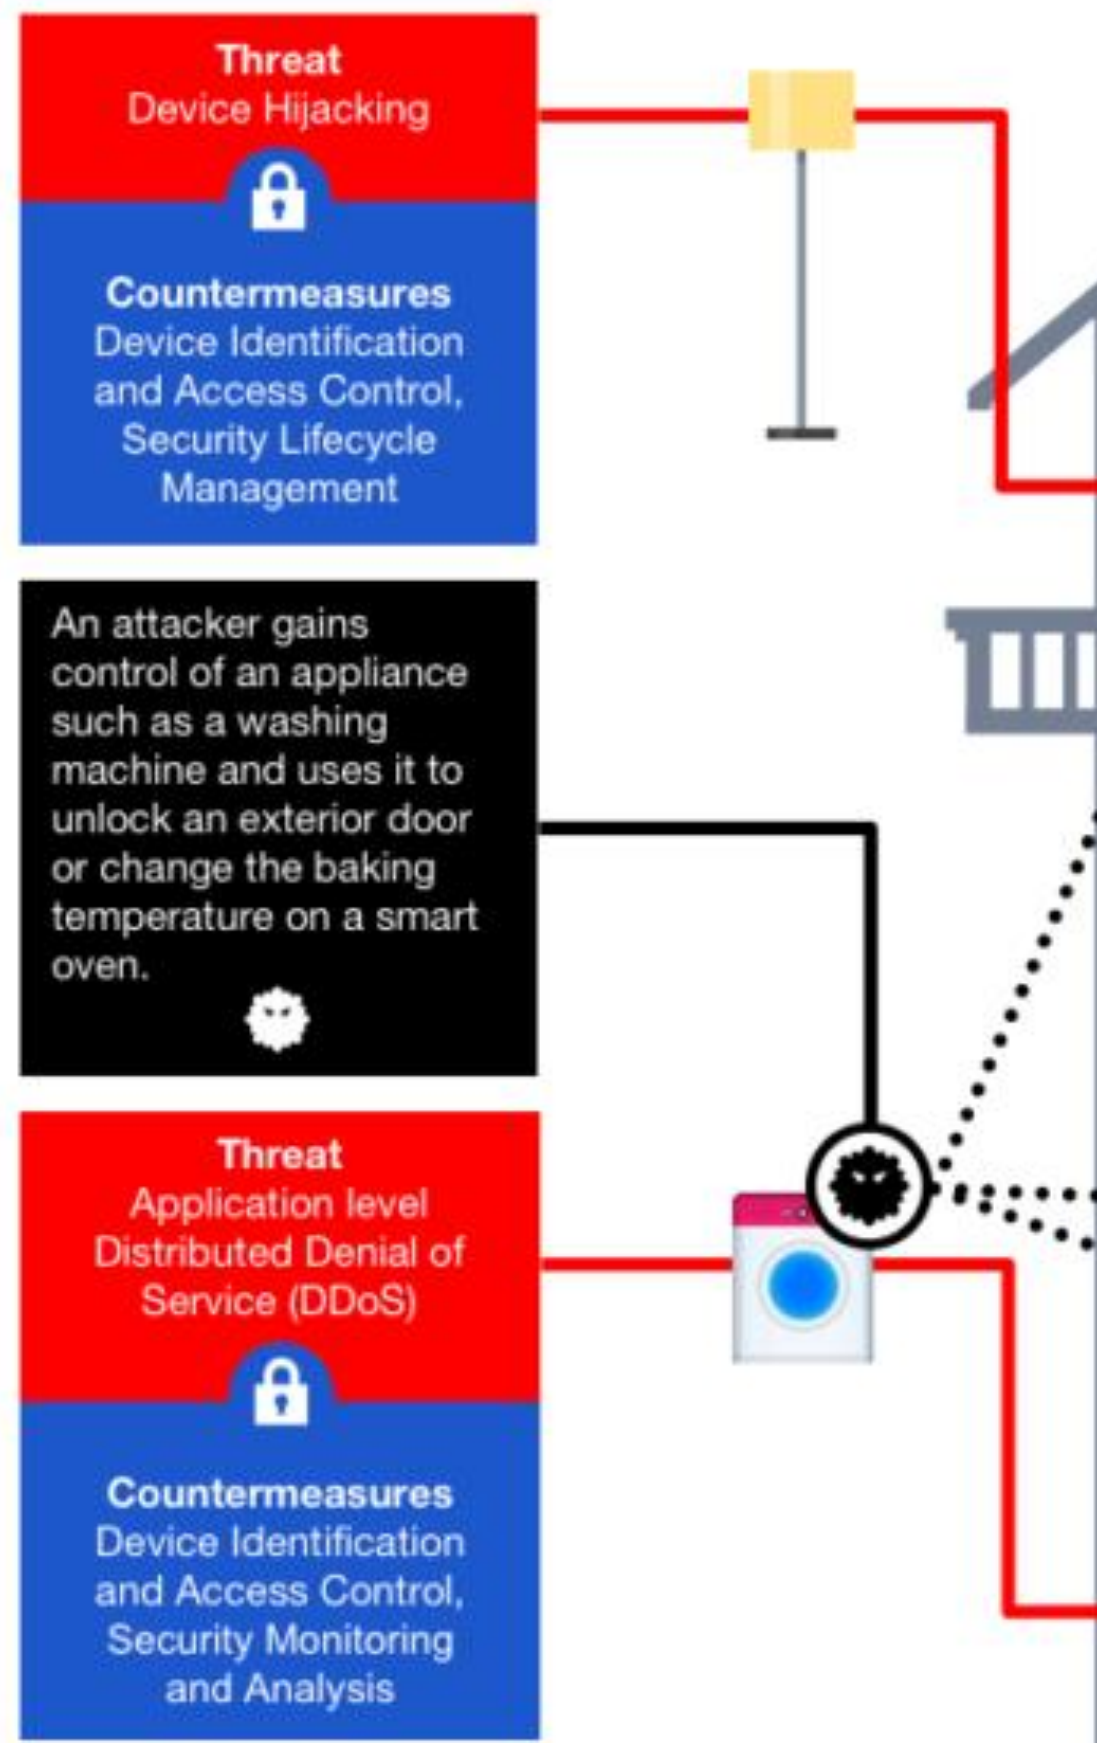 Threat
Device Hijacking
Countermeasures
Device Identification
and Access Control,
Security Lifecycle
Management
An attacker gains
control of an appliance
such as a washing
machine and uses it to
unlock an exterior door
or change the baking
temperature on a smart
oven.
Threat
Application level
Distributed Denial of
Service (DDoS)
Countermeasures
Device Identification
and Access Control,
Security Monitoring
and Analysis